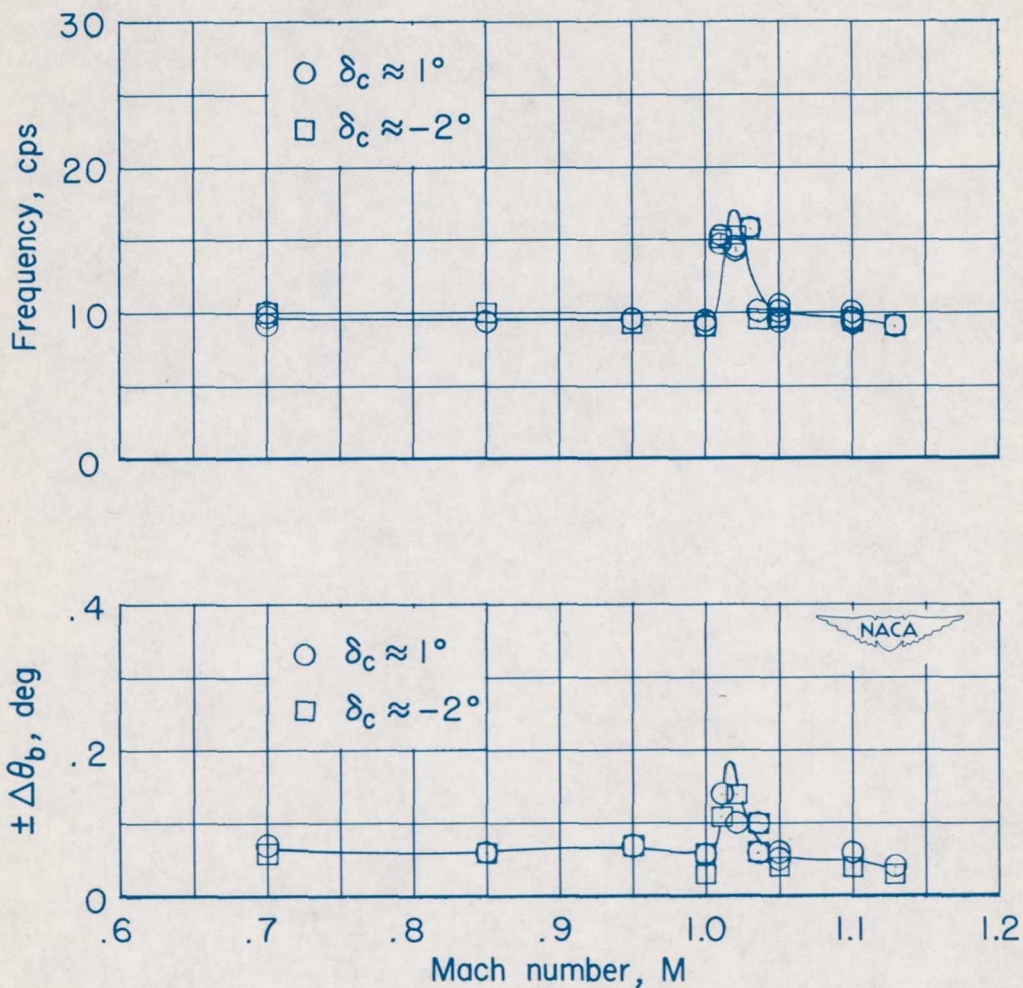 30
20
10
0
Frequency, cps
○ δc ≈ 1°
□ δc ≈ −2°
.4
.2
0
± Δθb, deg
○ δc ≈ 1°
□ δc ≈ −2°
NACA
.6 .7 .8 .9 1.0 1.1 1.2
Mach number, M